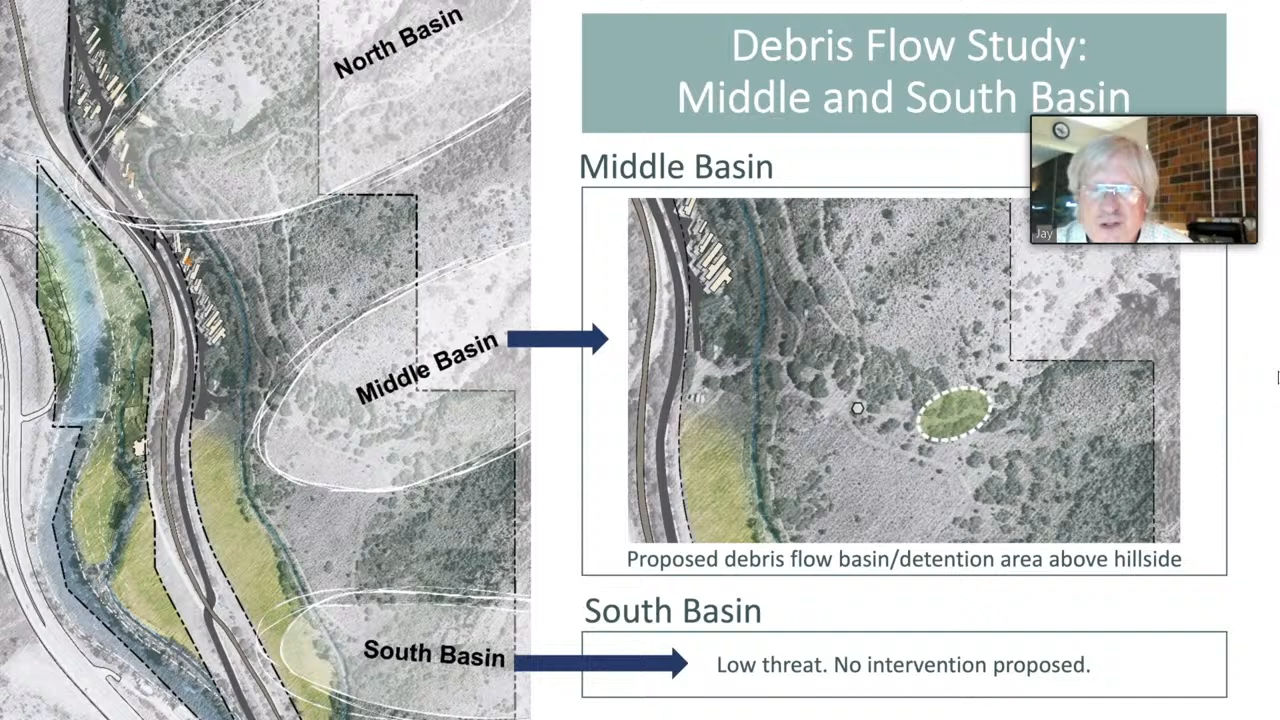 North Basin
Middle Basin
South Basin
Debris Flow Study:
Middle and South Basin
Middle Basin
Jay
Proposed debris flow basin/detention area above hillside
South Basin
Low threat. No intervention proposed.